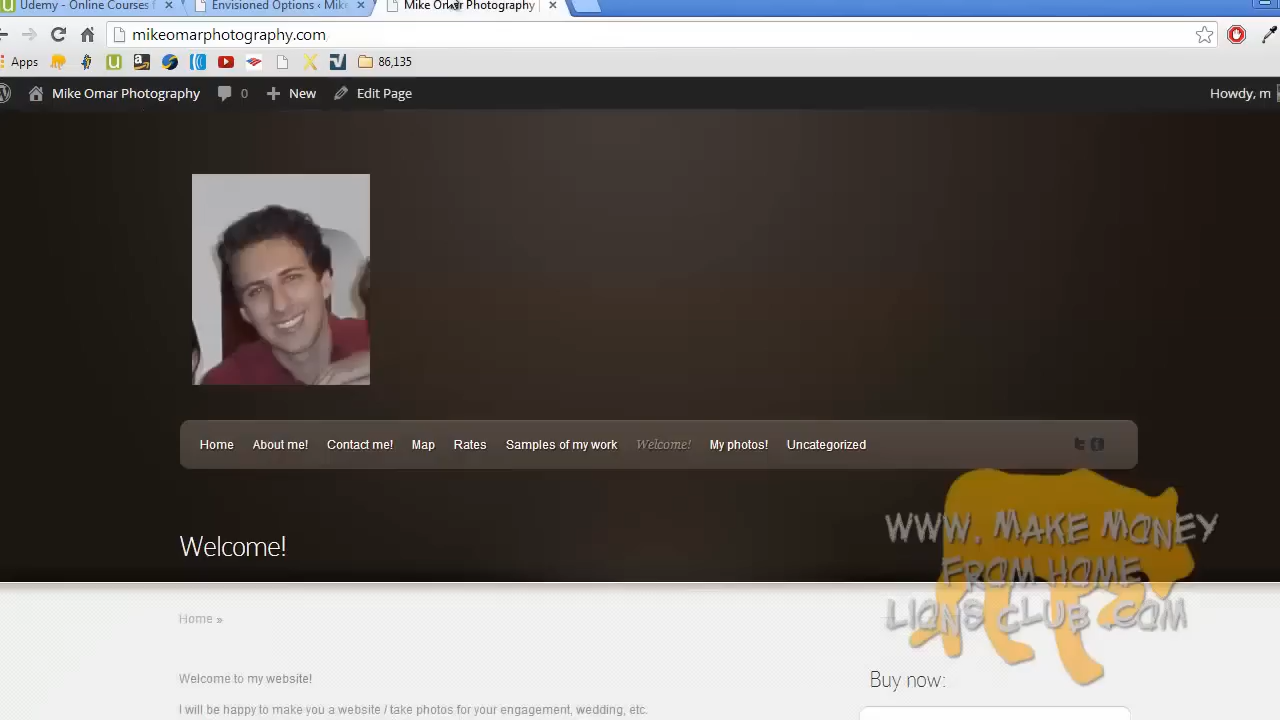 Udemy - Online Courses
Envisioned Options ‹ Mik
Mike Omar Photography
mikeomarphotography.com
Apps
86,135
Mike Omar Photography
0
New
Edit Page
Howdy, m
Home
About me!
Contact me!
Map
Rates
Samples of my work
Welcome!
My photos!
Uncategorized
WWW. MAKE MONEY
FROM HOME
LIONS CLUB .COM
Welcome!
Home »
Welcome to my website!
Buy now:
I will be happy to make you a website / take photos for your engagement, wedding, etc.